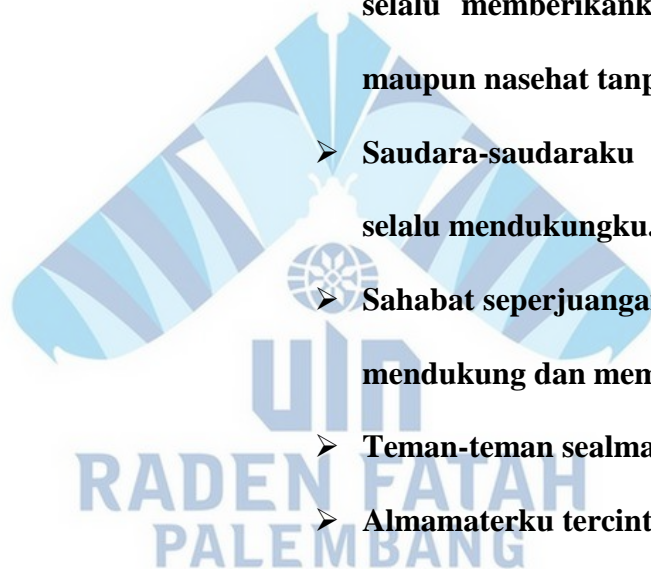 selalu memberikank
maupun nasehat tanp
➢ Saudara-saudaraku
selalu mendukungku.
➢ Sahabat seperjuanga
mendukung dan mem
➢ Teman-teman sealma
➢ Almamaterku tercint
uin
RADEN FATAH
PALEMBANG